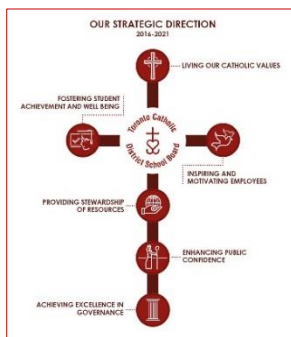 OUR STRATEGIC DIRECTION
2016-2021
LIVING OUR CATHOLIC VALUES
FOSTERING STUDENT
ACHIEVEMENT AND WELL BEING
Toronto Catholic
District School Board
INSPIRING AND
MOTIVATING EMPLOYEES
PROVIDING STEWARDSHIP
OF RESOURCES
ENHANCING PUBLIC
CONFIDENCE
ACHIEVING EXCELLENCE IN
GOVERNANCE